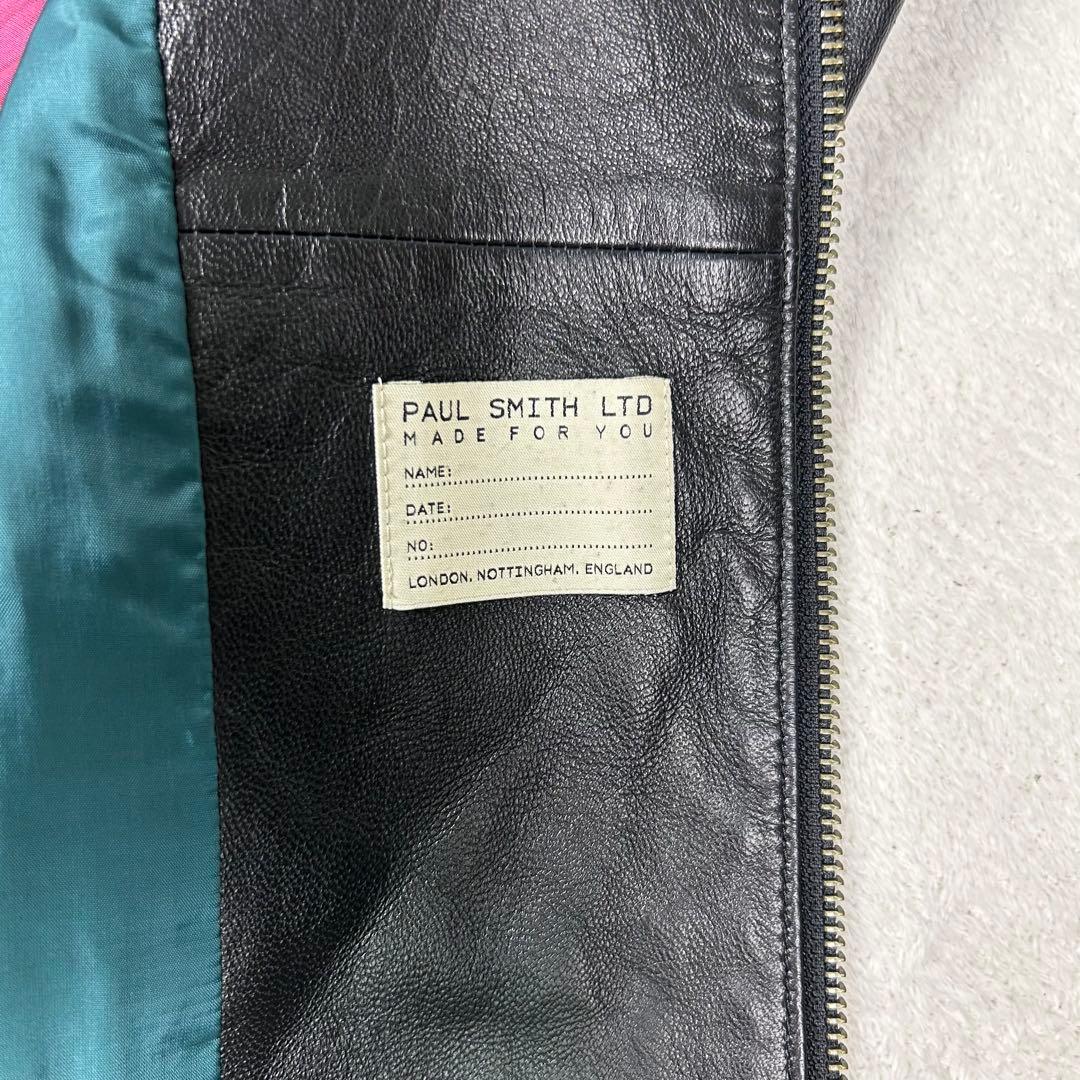 PAUL SMITH LTD
MADE FOR YOU
NAME:
DATE:
NO:
LONDON. NOTTINGHAM. ENGLAND